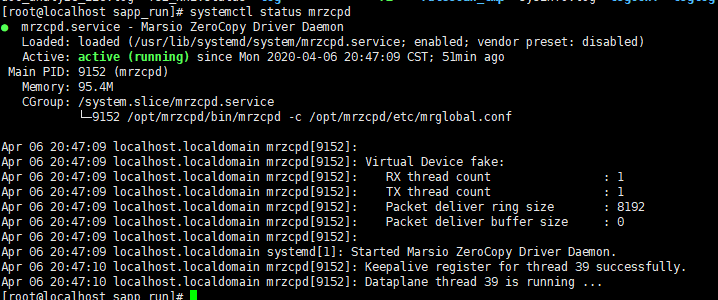 [root@localhost sapp_run]# systemctl status mrzcpd
● mrzcpd.service - Marsio ZeroCopy Driver Daemon
Loaded: loaded (/usr/lib/systemd/system/mrzcpd.service; enabled; vendor preset: disabled)
Active: active (running) since Mon 2020-04-06 20:47:09 CST; 51min ago
Main PID: 9152 (mrzcpd)
Memory: 95.4M
CGroup: /system.slice/mrzcpd.service
└─9152 /opt/mrzcpd/bin/mrzcpd -c /opt/mrzcpd/etc/mrglobal.conf
Apr 06 20:47:09 localhost.localdomain mrzcpd[9152]:
Apr 06 20:47:09 localhost.localdomain mrzcpd[9152]: Virtual Device fake:
Apr 06 20:47:09 localhost.localdomain mrzcpd[9152]: RX thread count : 1
Apr 06 20:47:09 localhost.localdomain mrzcpd[9152]: TX thread count : 1
Apr 06 20:47:09 localhost.localdomain mrzcpd[9152]: Packet deliver ring size : 8192
Apr 06 20:47:09 localhost.localdomain mrzcpd[9152]: Packet deliver buffer size : 0
Apr 06 20:47:09 localhost.localdomain mrzcpd[9152]:
Apr 06 20:47:09 localhost.localdomain systemd[1]: Started Marsio ZeroCopy Driver Daemon.
Apr 06 20:47:10 localhost.localdomain mrzcpd[9152]: Keepalive register for thread 39 successfully.
Apr 06 20:47:10 localhost.localdomain mrzcpd[9152]: Dataplane thread 39 is running ...
[root@localhost sapp_run]#